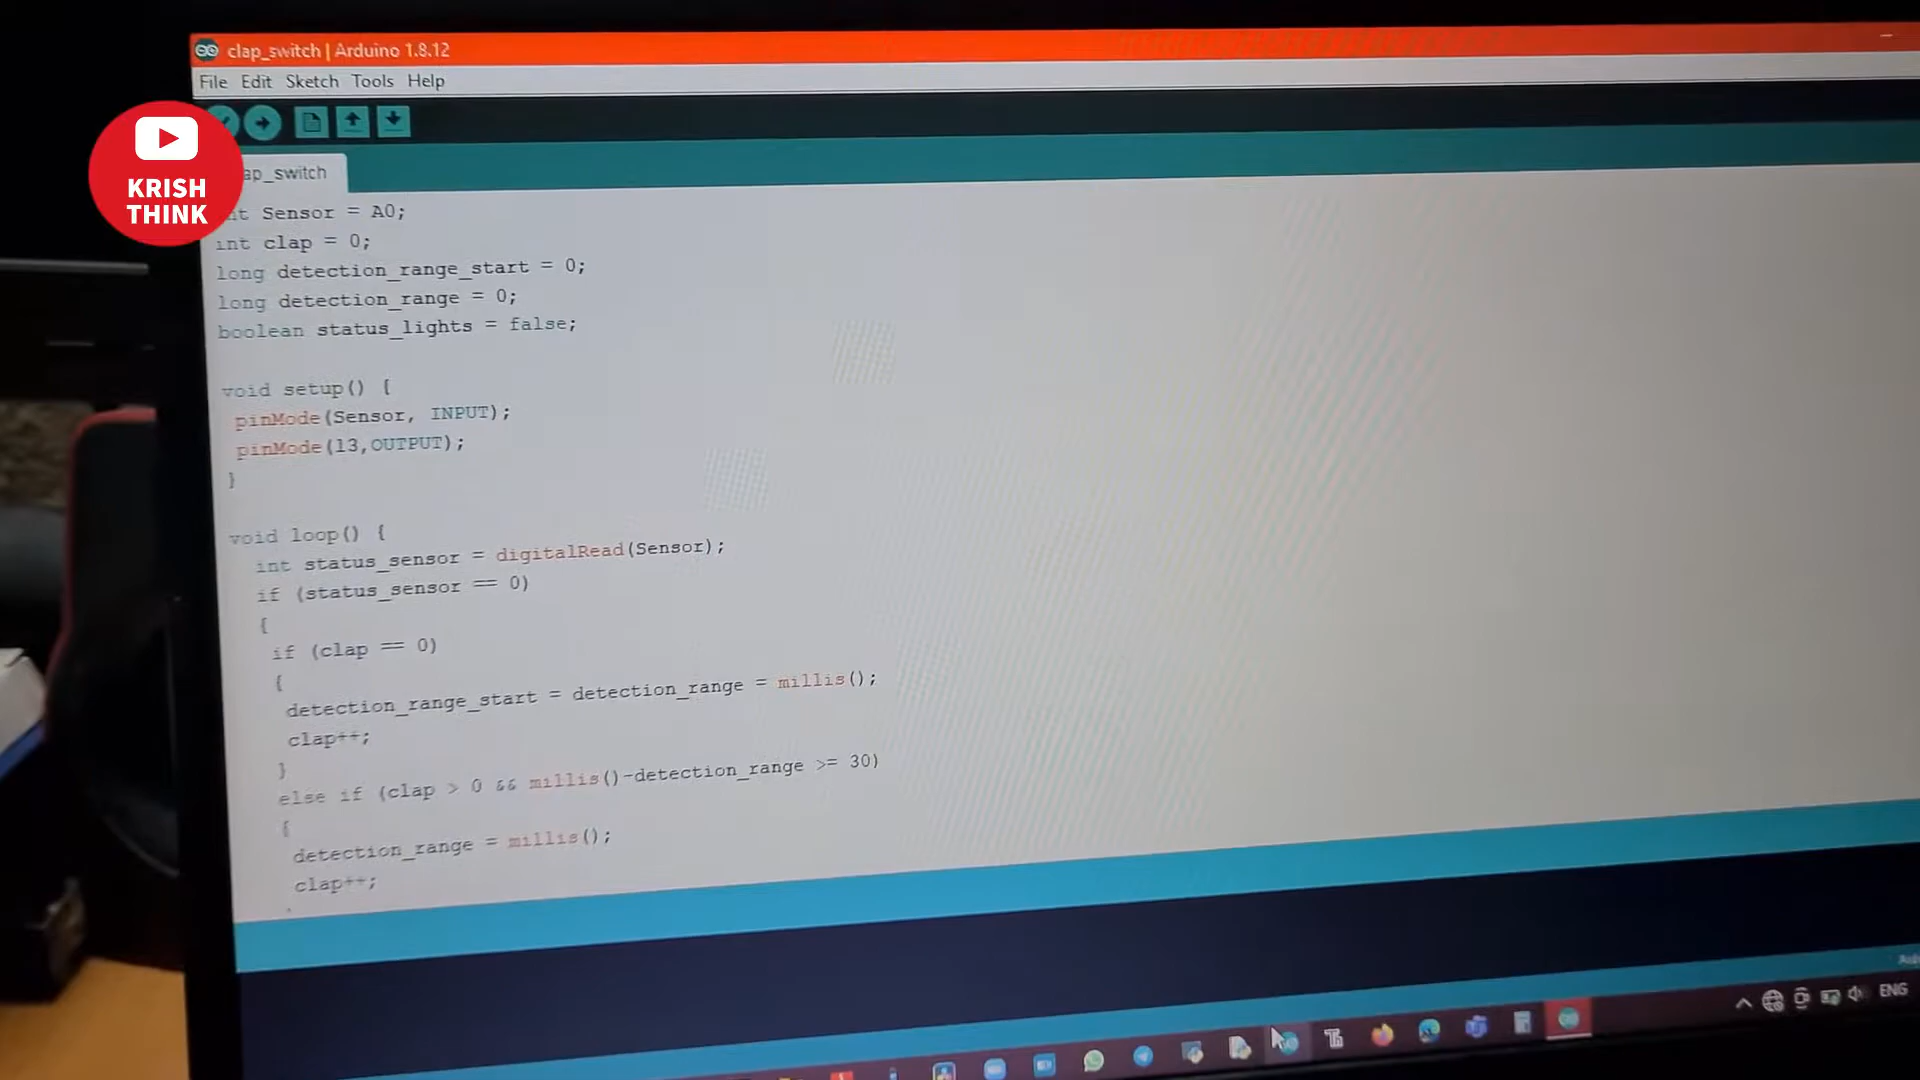 clap_switch | Arduino 1.8.12
File Edit Sketch Tools Help
KRISH
THINK
ap_switch
nt Sensor = A0;
int clap = 0;
long detection_range_start = 0;
long detection_range = 0;
boolean status_lights = false;
void setup() {
pinMode(Sensor, INPUT);
pinMode(13,OUTPUT);
}
void loop() {
int status_sensor = digitalRead(Sensor);
if (status_sensor == 0)
{
if (clap == 0)
{
detection_range_start = detection_range = millis();
clap++;
}
else if (clap > 0 && millis()-detection_range >= 30)
{
detection_range = millis();
clap++;
ENG